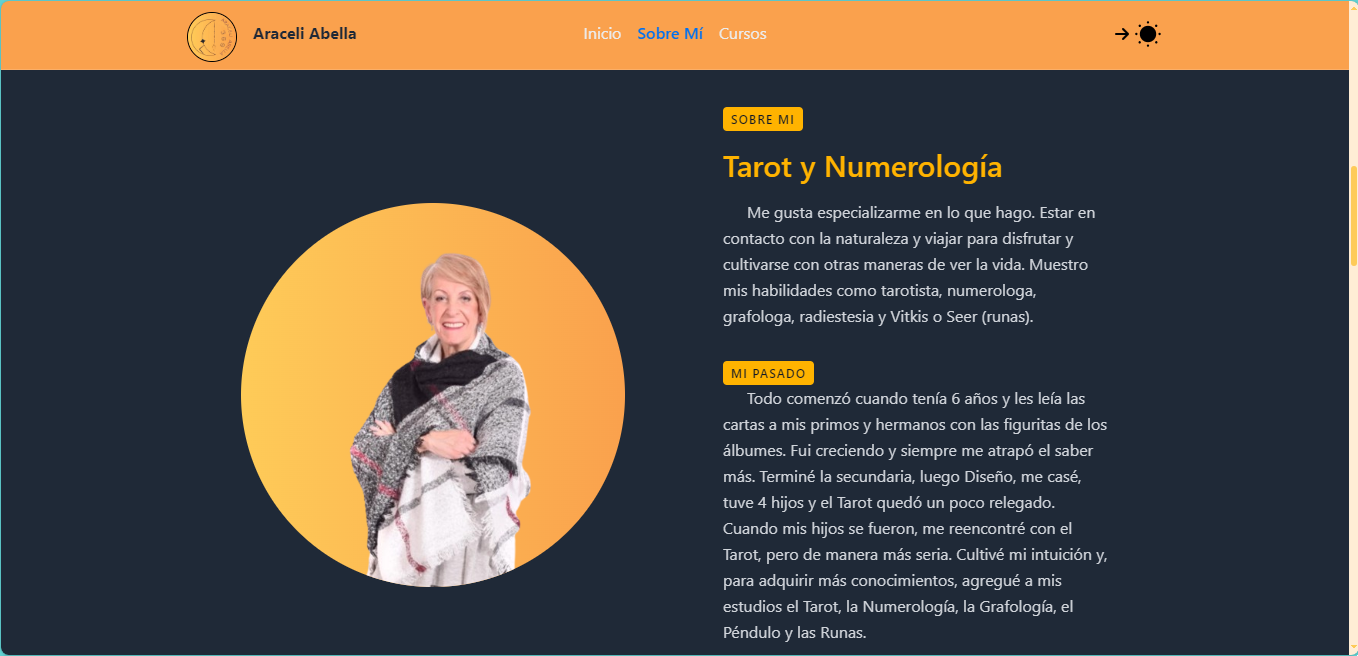 Araceli Abella
Inicio Sobre Mí Cursos
SOBRE MI
Tarot y Numerología
Me gusta especializarme en lo que hago. Estar en
contacto con la naturaleza y viajar para disfrutar y
cultivarse con otras maneras de ver la vida. Muestro
mis habilidades como tarotista, numerologa,
grafologa, radiestesia y Vitkis o Seer (runas).
MI PASADO
Todo comenzó cuando tenía 6 años y les leía las
cartas a mis primos y hermanos con las figuritas de los
álbumes. Fui creciendo y siempre me atrapó el saber
más. Terminé la secundaria, luego Diseño, me casé,
tuve 4 hijos y el Tarot quedó un poco relegado.
Cuando mis hijos se fueron, me reencontré con el
Tarot, pero de manera más seria. Cultivé mi intuición y,
para adquirir más conocimientos, agregué a mis
estudios el Tarot, la Numerología, la Grafología, el
Péndulo y las Runas.